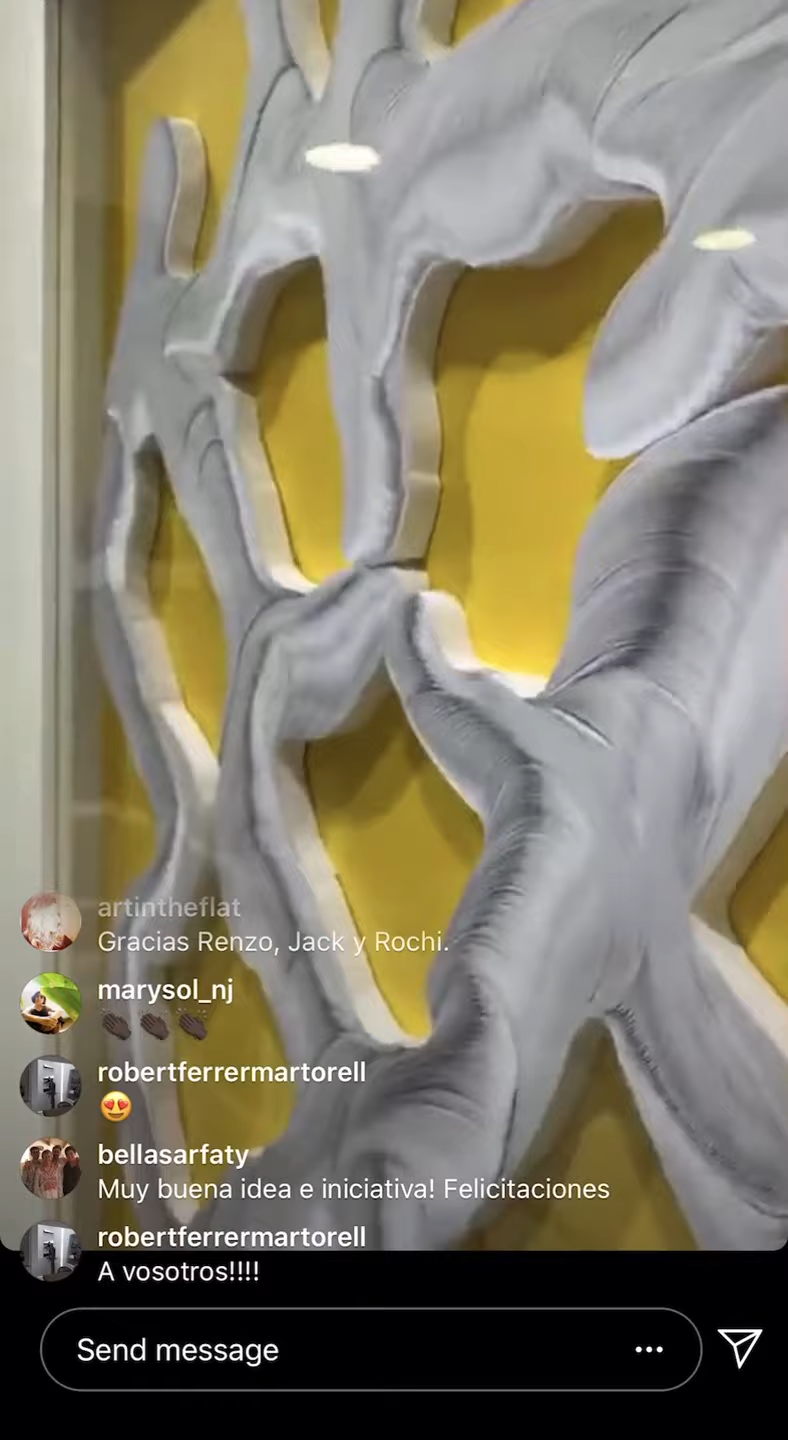 artintheflat
Gracias Renzo, Jack y Rochi.
marysol_nj
👏🏿 👏🏿 👏🏿
robertferrermartorell
😍
bellasarfaty
Muy buena idea e iniciativa! Felicitaciones
robertferrermartorell
A vosotros!!!!
Send message